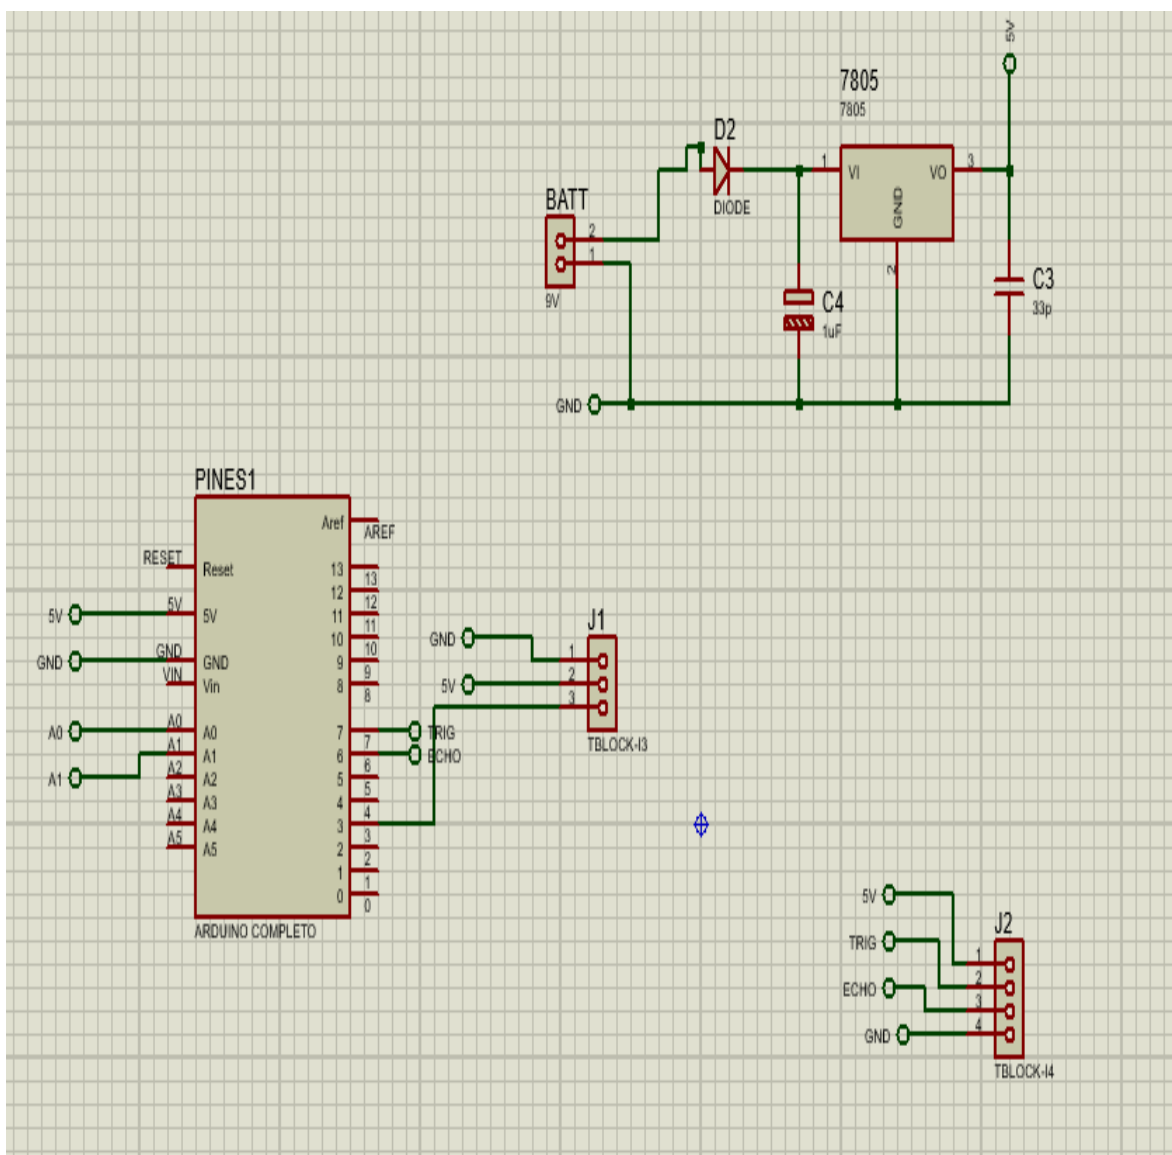 5V
7805
7805
D2
1
VI
VO
3
GND
2
DIODE
BATT
2
1
9V
C3
33p
C4
1uF
GND
PINES1
Aref
AREF
RESET
Reset
13
13
12
12
5V
5V
5V
11
11
10
10
GND
GND
GND
9
9
VIN
Vin
8
8
A0
A0
A0
7
7
TRIG
A1
A1
A1
6
6
ECHO
A2
A2
5
5
A3
A3
4
4
A4
A4
3
3
A5
A5
2
2
1
1
0
0
ARDUINO COMPLETO
J1
GND
1
5V
2
3
TBLOCK-I3
5V
J2
TRIG
1
2
ECHO
3
GND
4
TBLOCK-I4